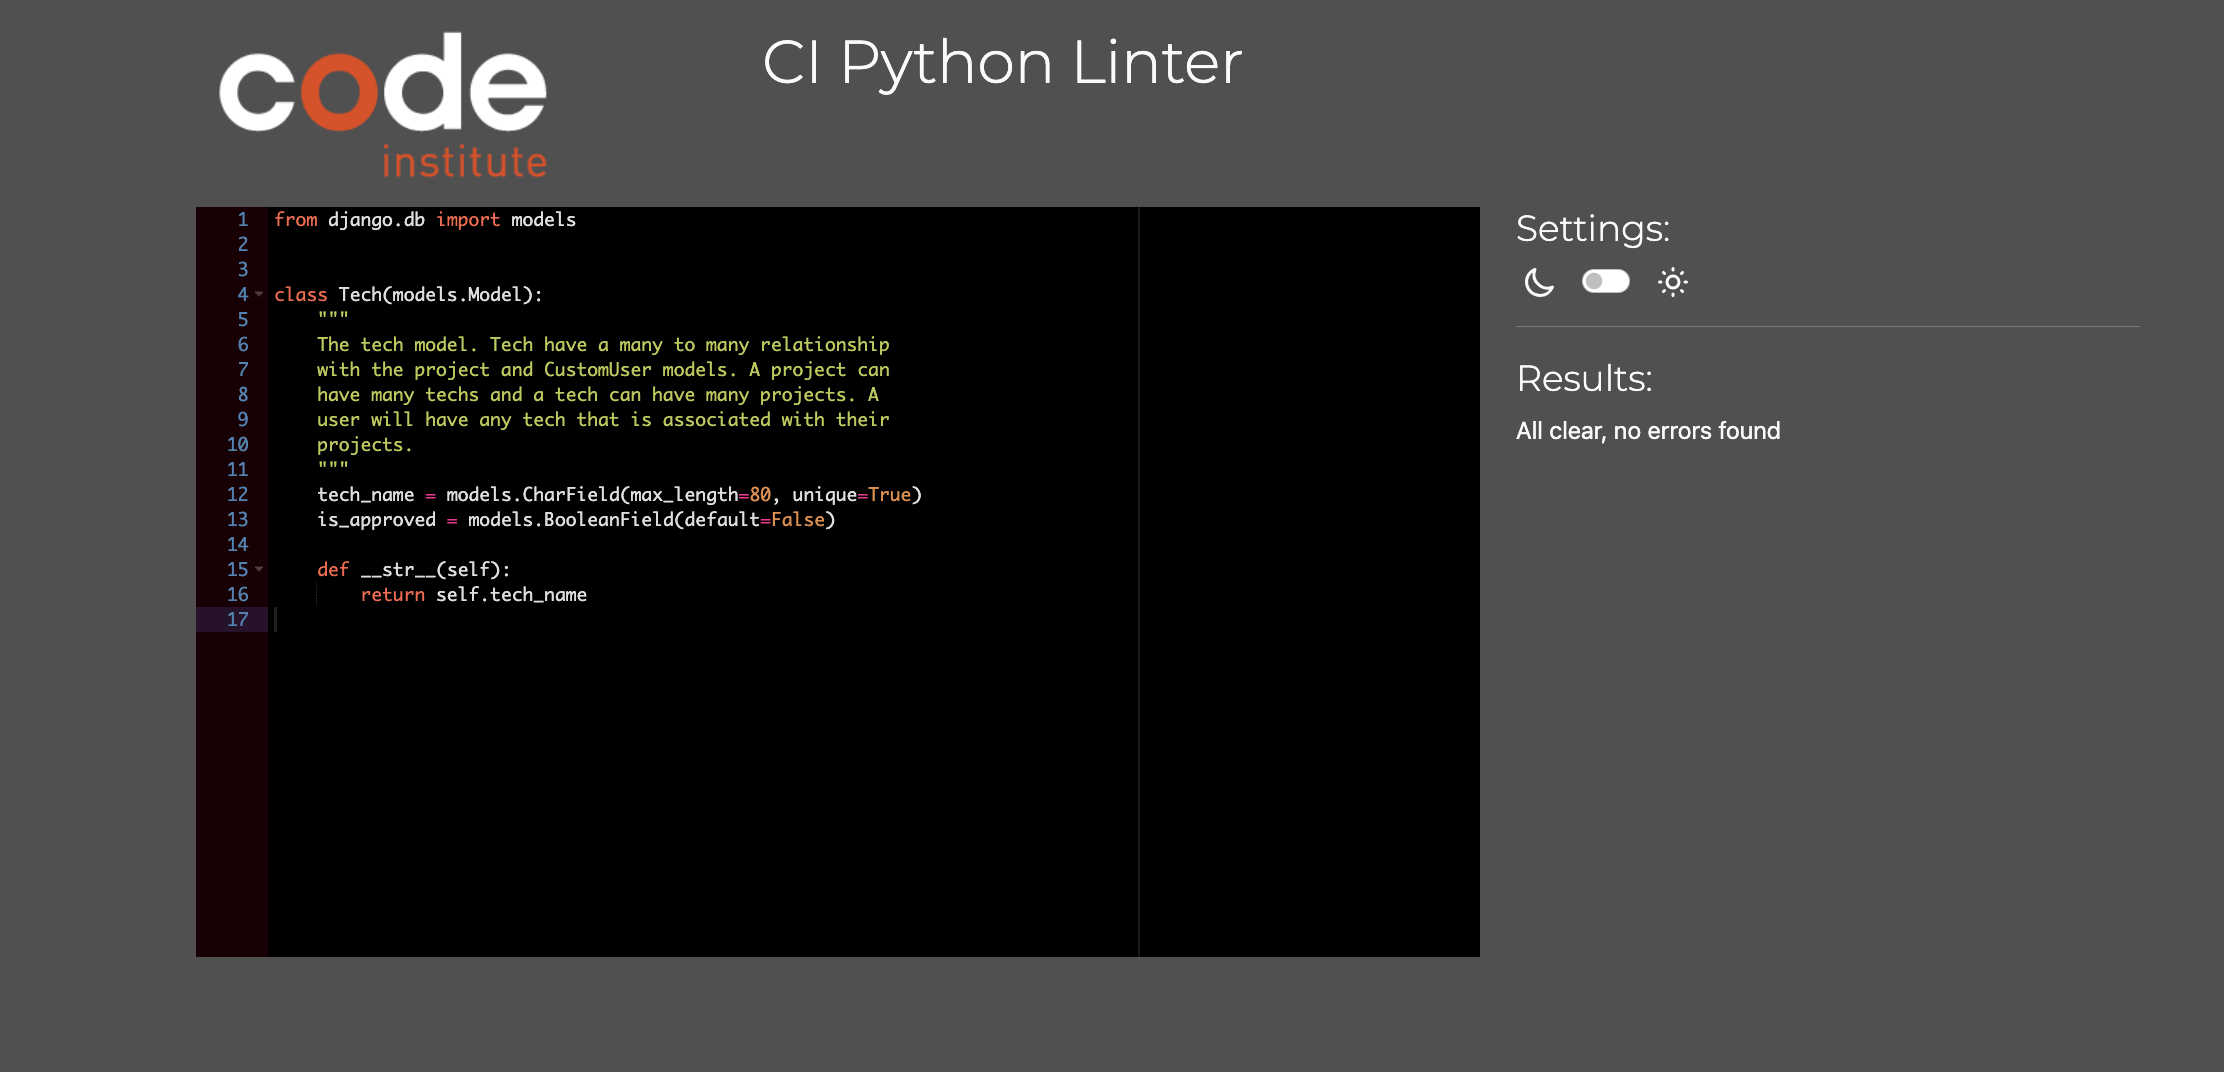 code
institute
CI Python Linter
1 from django.db import models
2
3
4 class Tech(models.Model):
5     """
6     The tech model. Tech have a many to many relationship
7     with the project and CustomUser models. A project can
8     have many techs and a tech can have many projects. A
9     user will have any tech that is associated with their
10     projects.
11     """
12     tech_name = models.CharField(max_length=80, unique=True)
13     is_approved = models.BooleanField(default=False)
14
15     def __str__(self):
16         return self.tech_name
17
Settings:
Results:
All clear, no errors found